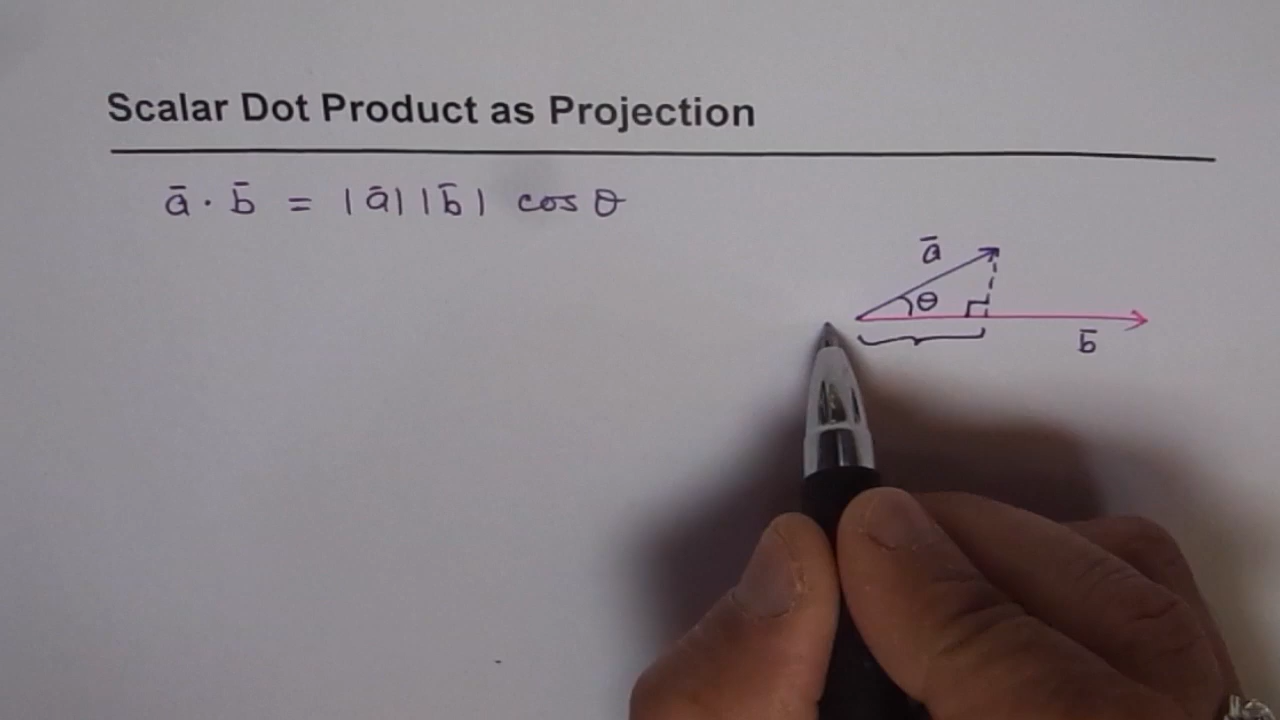 Scalar Dot Product as Projection
ā · b̄ = |ā| |b̄| cos θ
ā
θ
b̄